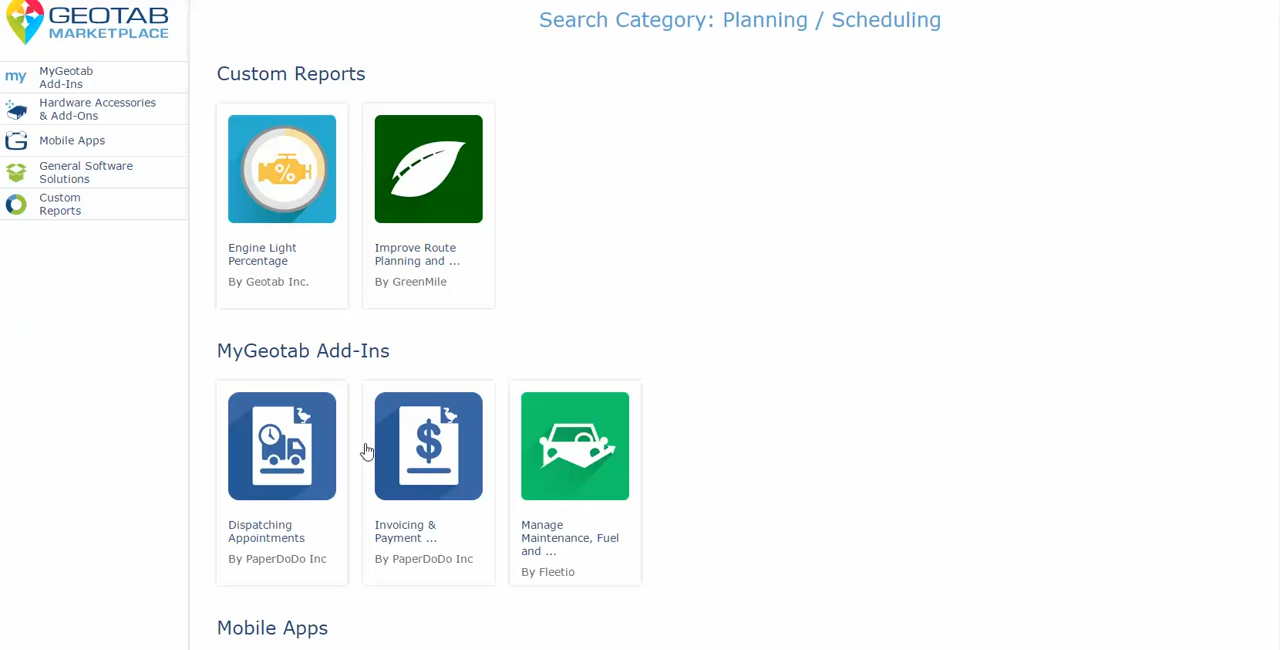 GEOTAB
MARKETPLACE
my
MyGeotab
Add-Ins
Hardware Accessories
& Add-Ons
Mobile Apps
General Software
Solutions
Custom
Reports
Search Category: Planning / Scheduling
Custom Reports
%
Engine Light
Percentage
By Geotab Inc.
Improve Route
Planning and ...
By GreenMile
MyGeotab Add-Ins
Dispatching
Appointments
By PaperDoDo Inc
$
Invoicing &
Payment ...
By PaperDoDo Inc
Manage
Maintenance, Fuel
and ...
By Fleetio
Mobile Apps